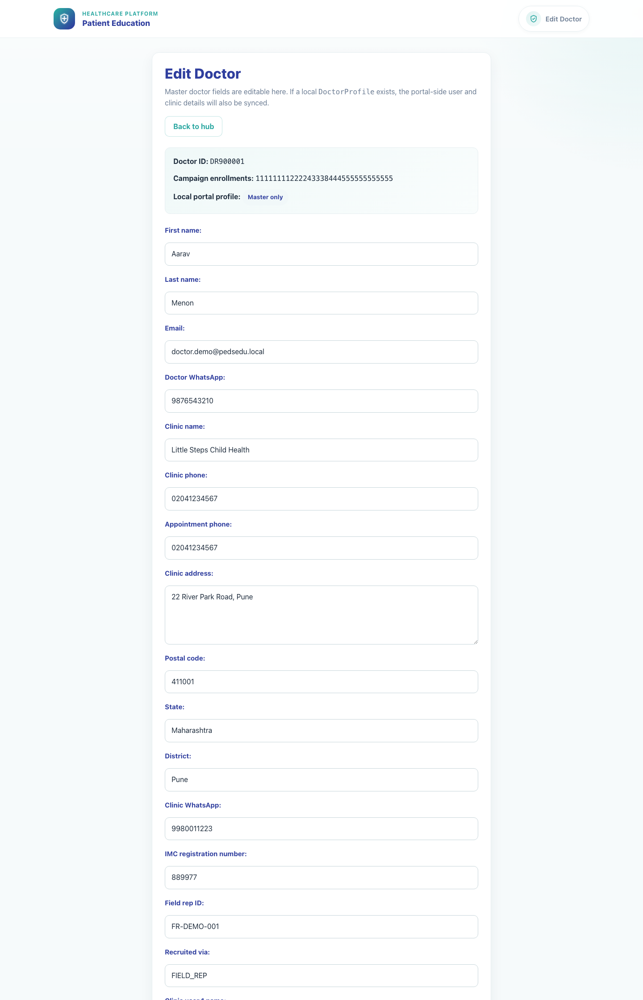 HEALTHCARE PLATFORM
Patient Education
Edit Doctor
Edit Doctor
Master doctor fields are editable here. If a local DoctorProfile exists, the portal-side user and
clinic details will also be synced.
Back to hub
Doctor ID: DR900001
Campaign enrollments: 11111111222243338444555555555555
Local portal profile: Master only
First name:
Aarav
Last name:
Menon
Email:
doctor.demo@pedsedu.local
Doctor WhatsApp:
9876543210
Clinic name:
Little Steps Child Health
Clinic phone:
02041234567
Appointment phone:
02041234567
Clinic address:
22 River Park Road, Pune
Postal code:
411001
State:
Maharashtra
District:
Pune
Clinic WhatsApp:
9980011223
IMC registration number:
889977
Field rep ID:
FR-DEMO-001
Recruited via:
FIELD_REP
Clinic user 1 name: